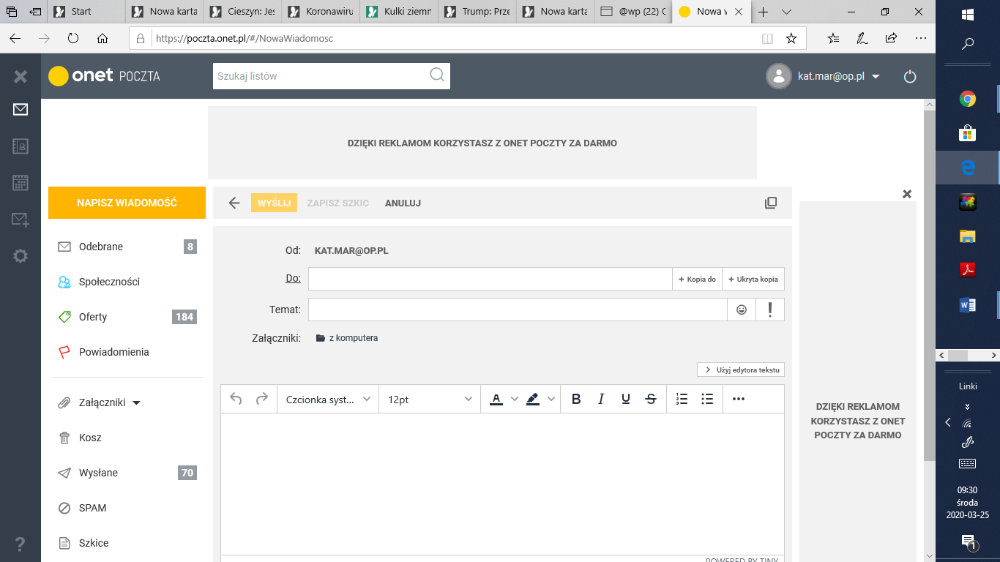 Start
Nowa karta
Cieszyn: Jes
Koronawiru
Kulki ziemn
Trump: Prze
Nowa karta
@wp (22)
Nowa w
https://poczta.onet.pl/#/NowaWiadomosc
onet POCZTA
Szukaj listów
kat.mar@op.pl
DZIĘKI REKLAMOM KORZYSTASZ Z ONET POCZTY ZA DARMO
NAPISZ WIADOMOŚĆ
WYŚLIJ ZAPISZ SZKIC ANULUJ
Odebrane 8
Społeczności
Oferty 184
Powiadomienia
Załączniki
Kosz
Wysłane 70
SPAM
Szkice
Od: KAT.MAR@OP.PL
Do: + Kopia do + Ukryta kopia
Temat:
Załączniki: z komputera
Użyj edytora tekstu
Czcionka syst... 12pt A B I U S
POWERED BY TINY
DZIĘKI REKLAMOM
KORZYSTASZ Z ONET
POCZTY ZA DARMO
Linki
09:30
środa
2020-03-25
1